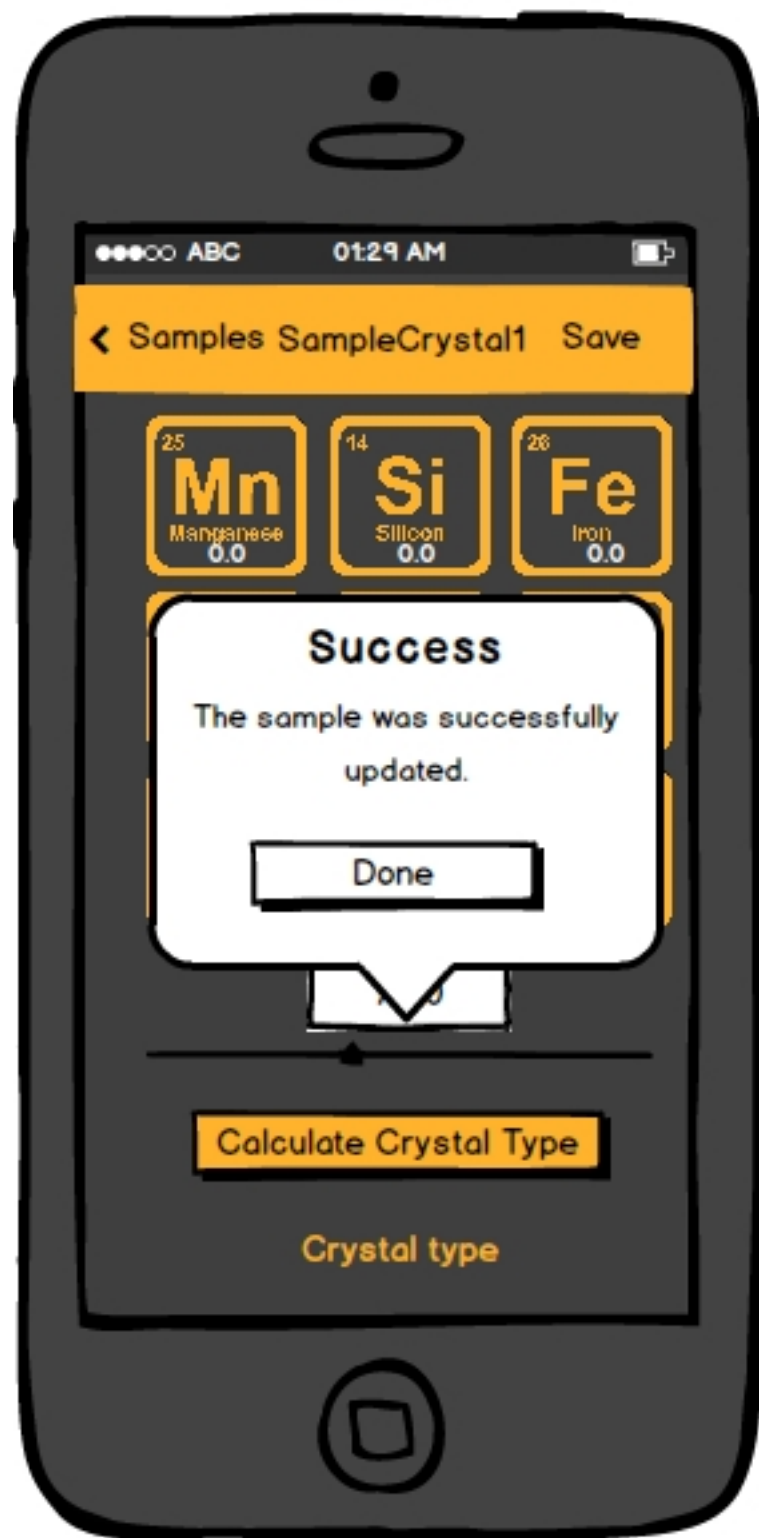 ABC 01:29 AM
Samples SampleCrystal1 Save
25 14 26
Mn Si Fe
Manganese Silicon Iron
0.0 0.0 0.0
Success
The sample was successfully
updated.
Done
Calculate Crystal Type
Crystal type